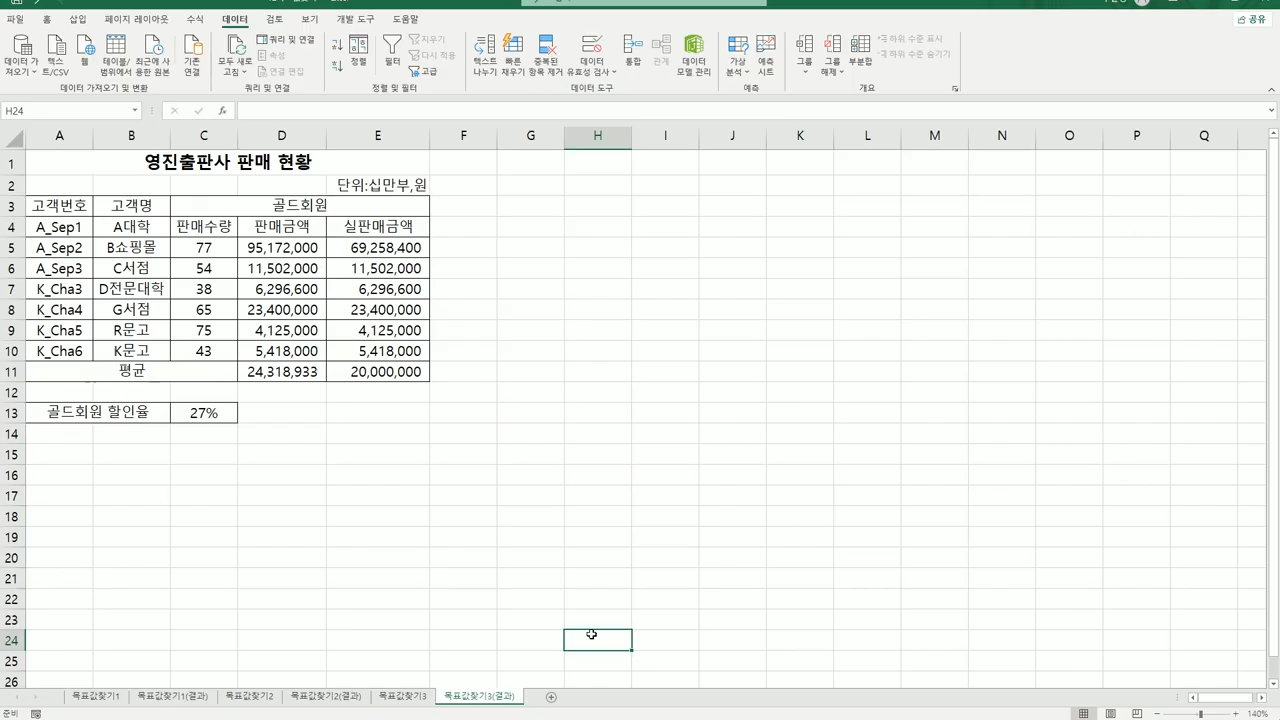 파일 홈 삽입 페이지 레이아웃 수식 데이터 검토 보기 개발 도구 도움말 공유
데이터 가져오기 텍스트/CSV 웹 테이블/범위에서 최근에 사용한 원본 기존 연결 모두 새로 고침 쿼리 및 연결 속성 연결 편집 정렬 필터 지우기 다시 적용 고급 텍스트 나누기 빠른 채우기 중복된 항목 제거 데이터 유효성 검사 통합 관계 데이터 모델 관리 가상 분석 예측 시트 그룹 그룹 해제 부분합 하위 수준 표시 하위 수준 숨기기
데이터 가져오기 및 변환 쿼리 및 연결 정렬 및 필터 데이터 도구 예측 개요
H24 fx
A B C D E F G H I J K L M N O P Q
1 영진출판사 판매 현황
2 단위:십만부,원
3 고객번호 고객명 골드회원
4 A_Sep1 A대학 판매수량 판매금액 실판매금액
5 A_Sep2 B쇼핑몰 77 95,172,000 69,258,400
6 A_Sep3 C서점 54 11,502,000 11,502,000
7 K_Cha3 D전문대학 38 6,296,600 6,296,600
8 K_Cha4 G서점 65 23,400,000 23,400,000
9 K_Cha5 R문고 75 4,125,000 4,125,000
10 K_Cha6 K문고 43 5,418,000 5,418,000
11 평균 24,318,933 20,000,000
12
13 골드회원 할인율 27%
14
15
16
17
18
19
20
21
22
23
24
25
26
목표값찾기1 목표값찾기1(결과) 목표값찾기2 목표값찾기2(결과) 목표값찾기3 목표값찾기3(결과)
준비 140%